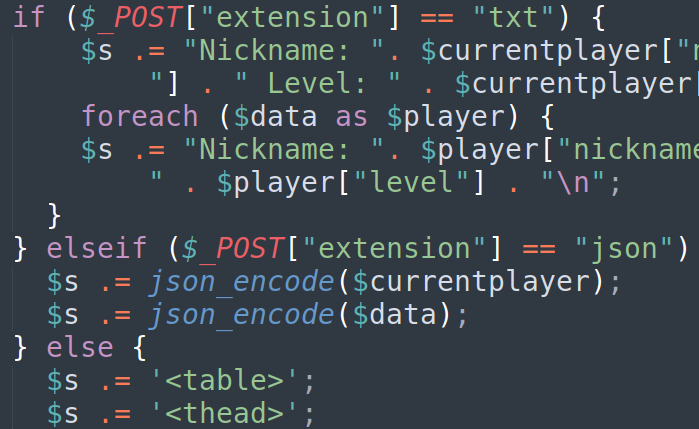 if ($_POST["extension"] == "txt") {
    $s .= "Nickname: ". $currentplayer["n
        "] . " Level: " . $currentplayer[
    foreach ($data as $player) {
    $s .= "Nickname: ". $player["nickname
        " . $player["level"] . "\n";
  }
} elseif ($_POST["extension"] == "json")
  $s .= json_encode($currentplayer);
  $s .= json_encode($data);
} else {
  $s .= '<table>';
  $s .= '<thead>';